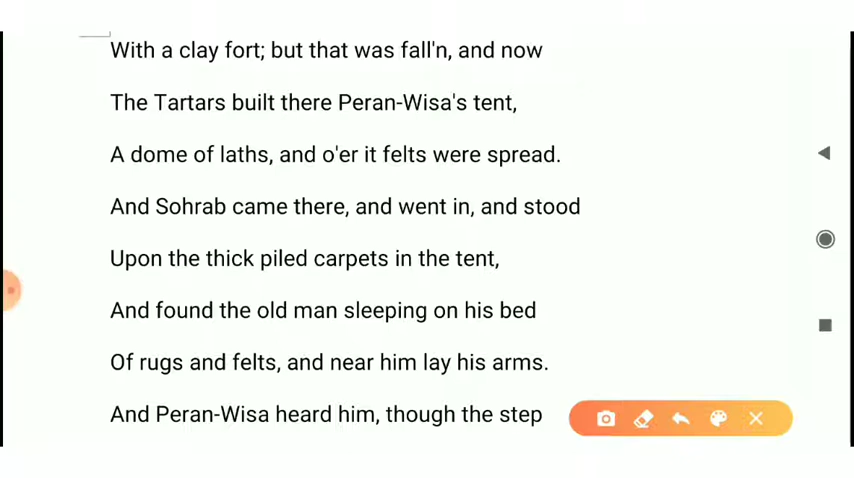 With a clay fort; but that was fall'n, and now
The Tartars built there Peran-Wisa's tent,
A dome of laths, and o'er it felts were spread.
And Sohrab came there, and went in, and stood
Upon the thick piled carpets in the tent,
And found the old man sleeping on his bed
Of rugs and felts, and near him lay his arms.
And Peran-Wisa heard him, though the step